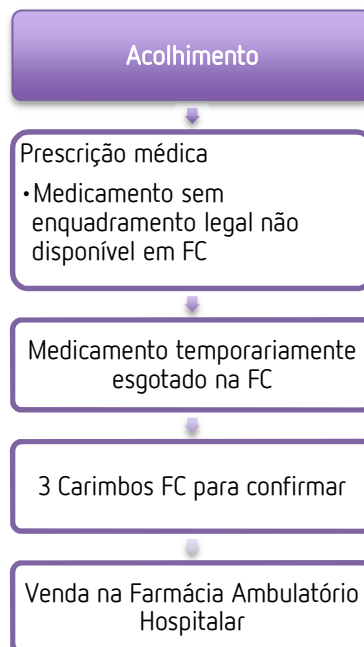 Acolhimento
Prescrição médica
•Medicamento sem
enquadramento legal não
disponível em FC
Medicamento temporariamente
esgotado na FC
3 Carimbos FC para confirmar
Venda na Farmácia Ambulatório
Hospitalar